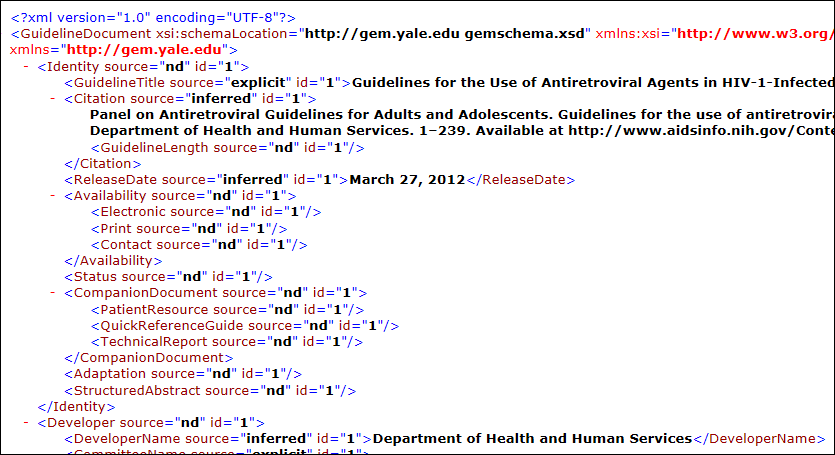 <?xml version="1.0" encoding="UTF-8"?>
<GuidelineDocument xsi:schemaLocation="http://gem.yale.edu gemschema.xsd" xmlns:xsi="http://www.w3.org/
xmlns="http://gem.yale.edu">
- <Identity source="nd" id="1">
<GuidelineTitle source="explicit" id="1">Guidelines for the Use of Antiretroviral Agents in HIV-1-Infected
- <Citation source="inferred" id="1">
Panel on Antiretroviral Guidelines for Adults and Adolescents. Guidelines for the use of antiretrovira
Department of Health and Human Services. 1–239. Available at http://www.aidsinfo.nih.gov/Conte
<GuidelineLength source="nd" id="1"/>
</Citation>
<ReleaseDate source="inferred" id="1">March 27, 2012</ReleaseDate>
- <Availability source="nd" id="1">
<Electronic source="nd" id="1"/>
<Print source="nd" id="1"/>
<Contact source="nd" id="1"/>
</Availability>
<Status source="nd" id="1"/>
- <CompanionDocument source="nd" id="1">
<PatientResource source="nd" id="1"/>
<QuickReferenceGuide source="nd" id="1"/>
<TechnicalReport source="nd" id="1"/>
</CompanionDocument>
<Adaptation source="nd" id="1"/>
<StructuredAbstract source="nd" id="1"/>
</Identity>
- <Developer source="nd" id="1">
<DeveloperName source="inferred" id="1">Department of Health and Human Services</DeveloperName>
<CommitteeName source="explicit" id="1">